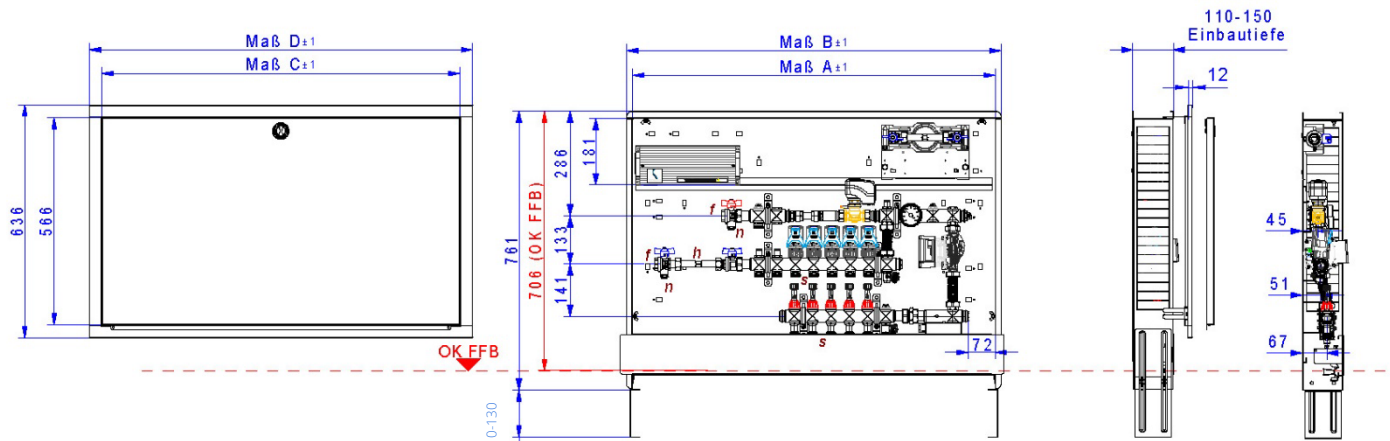 Maß D±1
Maß C±1
636
566
OK FFB
Maß B±1
Maß A±1
761
706 (OK FFB)
286
181
133
141
0-130
f
n
f
h
n
s
s
72
110-150
Einbautiefe
12
45
51
67